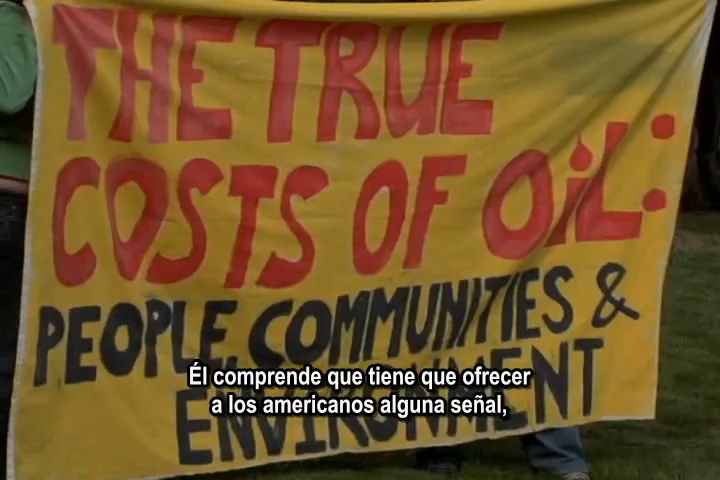 THE TRUE
COSTS OF OIL:
PEOPLE, COMMUNITIES &
ENVIRONMENT
Él comprende que tiene que ofrecer
a los americanos alguna señal,